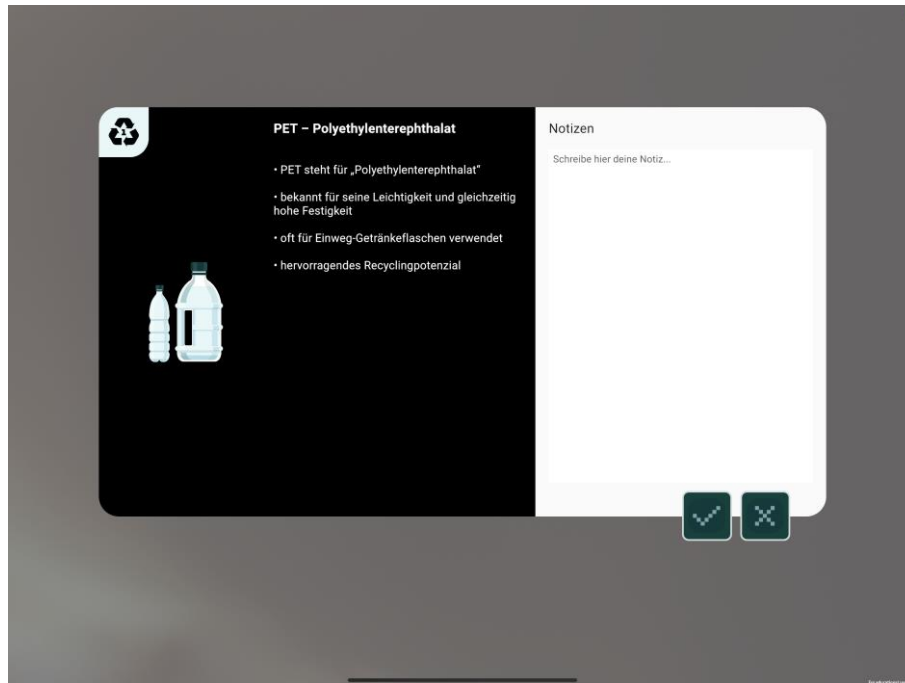 1
PET – Polyethylenterephthalat
• PET steht für „Polyethylenterephthalat“
• bekannt für seine Leichtigkeit und gleichzeitig
hohe Festigkeit
• oft für Einweg-Getränkeflaschen verwendet
• hervorragendes Recyclingpotenzial
Notizen
Schreibe hier deine Notiz...